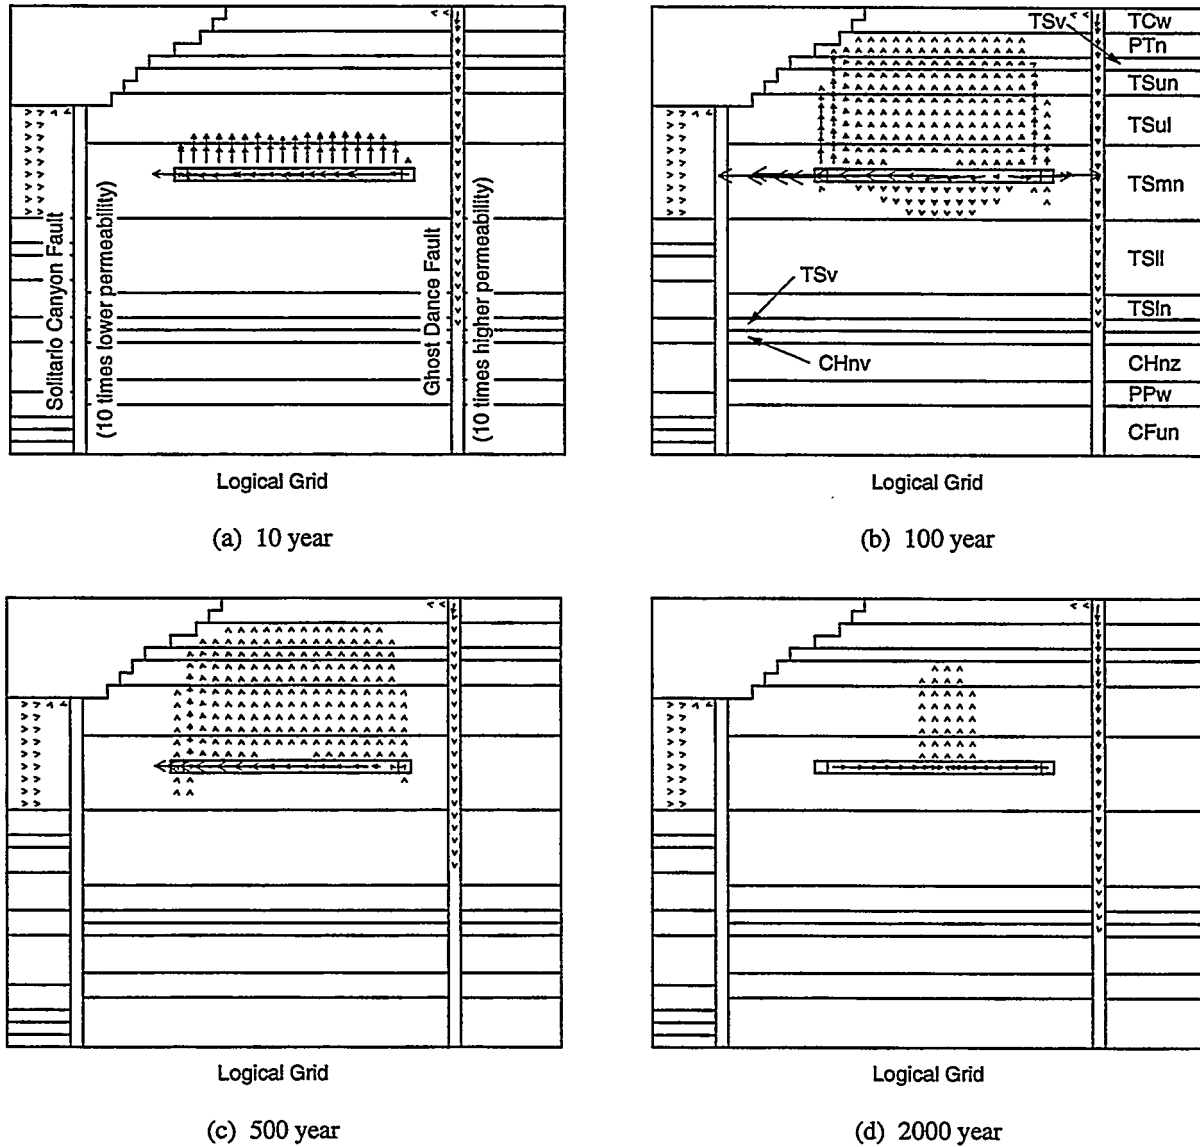 Solitario Canyon Fault
(10 times lower permeability)
Ghost Dance Fault
(10 times higher permeability)
Logical Grid
(a) 10 year
TSv
TCw
PTn
TSun
TSul
TSmn
TSll
TSv
TSln
CHnv
CHnz
PPw
CFun
Logical Grid
(b) 100 year
Logical Grid
(c) 500 year
Logical Grid
(d) 2000 year